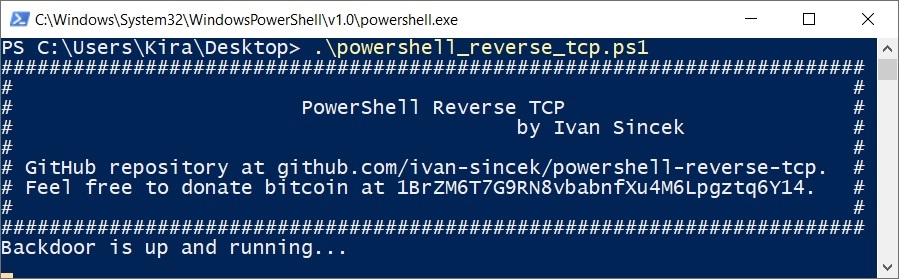 C:\Windows\System32\WindowsPowerShell\v1.0\powershell.exe
PS C:\Users\Kira\Desktop> .\powershell_reverse_tcp.ps1
########################################################################
#                                                                      #
#                        PowerShell Reverse TCP                        #
#                                          by Ivan Sincek              #
#                                                                      #
# GitHub repository at github.com/ivan-sincek/powershell-reverse-tcp.  #
# Feel free to donate bitcoin at 1BrZM6T7G9RN8vbabnfXu4M6Lpgztq6Y14.   #
#                                                                      #
########################################################################
Backdoor is up and running...